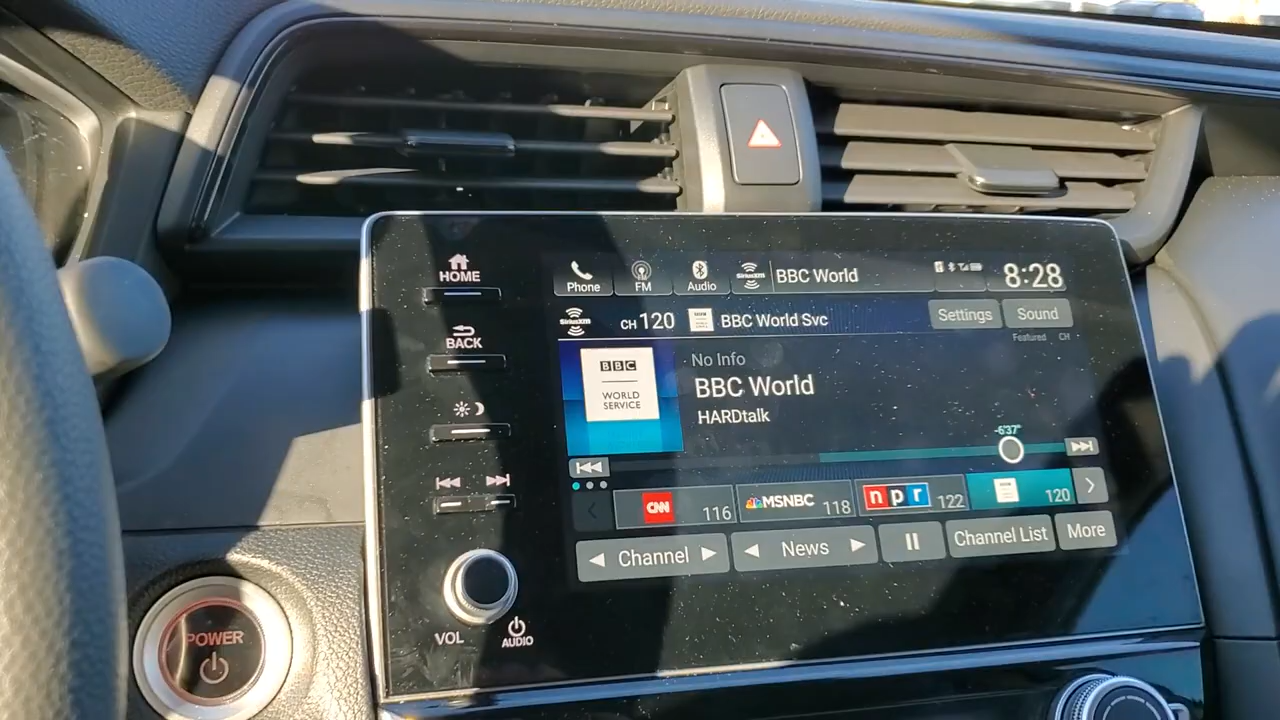 HOME
BACK
VOL
AUDIO
POWER
Phone
FM
Audio
SiriusXM
BBC World
8:28
SiriusXM
CH 120
BBC World Svc
Settings
Sound
Featured CH
BBC
WORLD
SERVICE
No Info
BBC World
HARDtalk
-6'37"
CNN 116
MSNBC 118
npr 122
120
Channel
News
Channel List
More